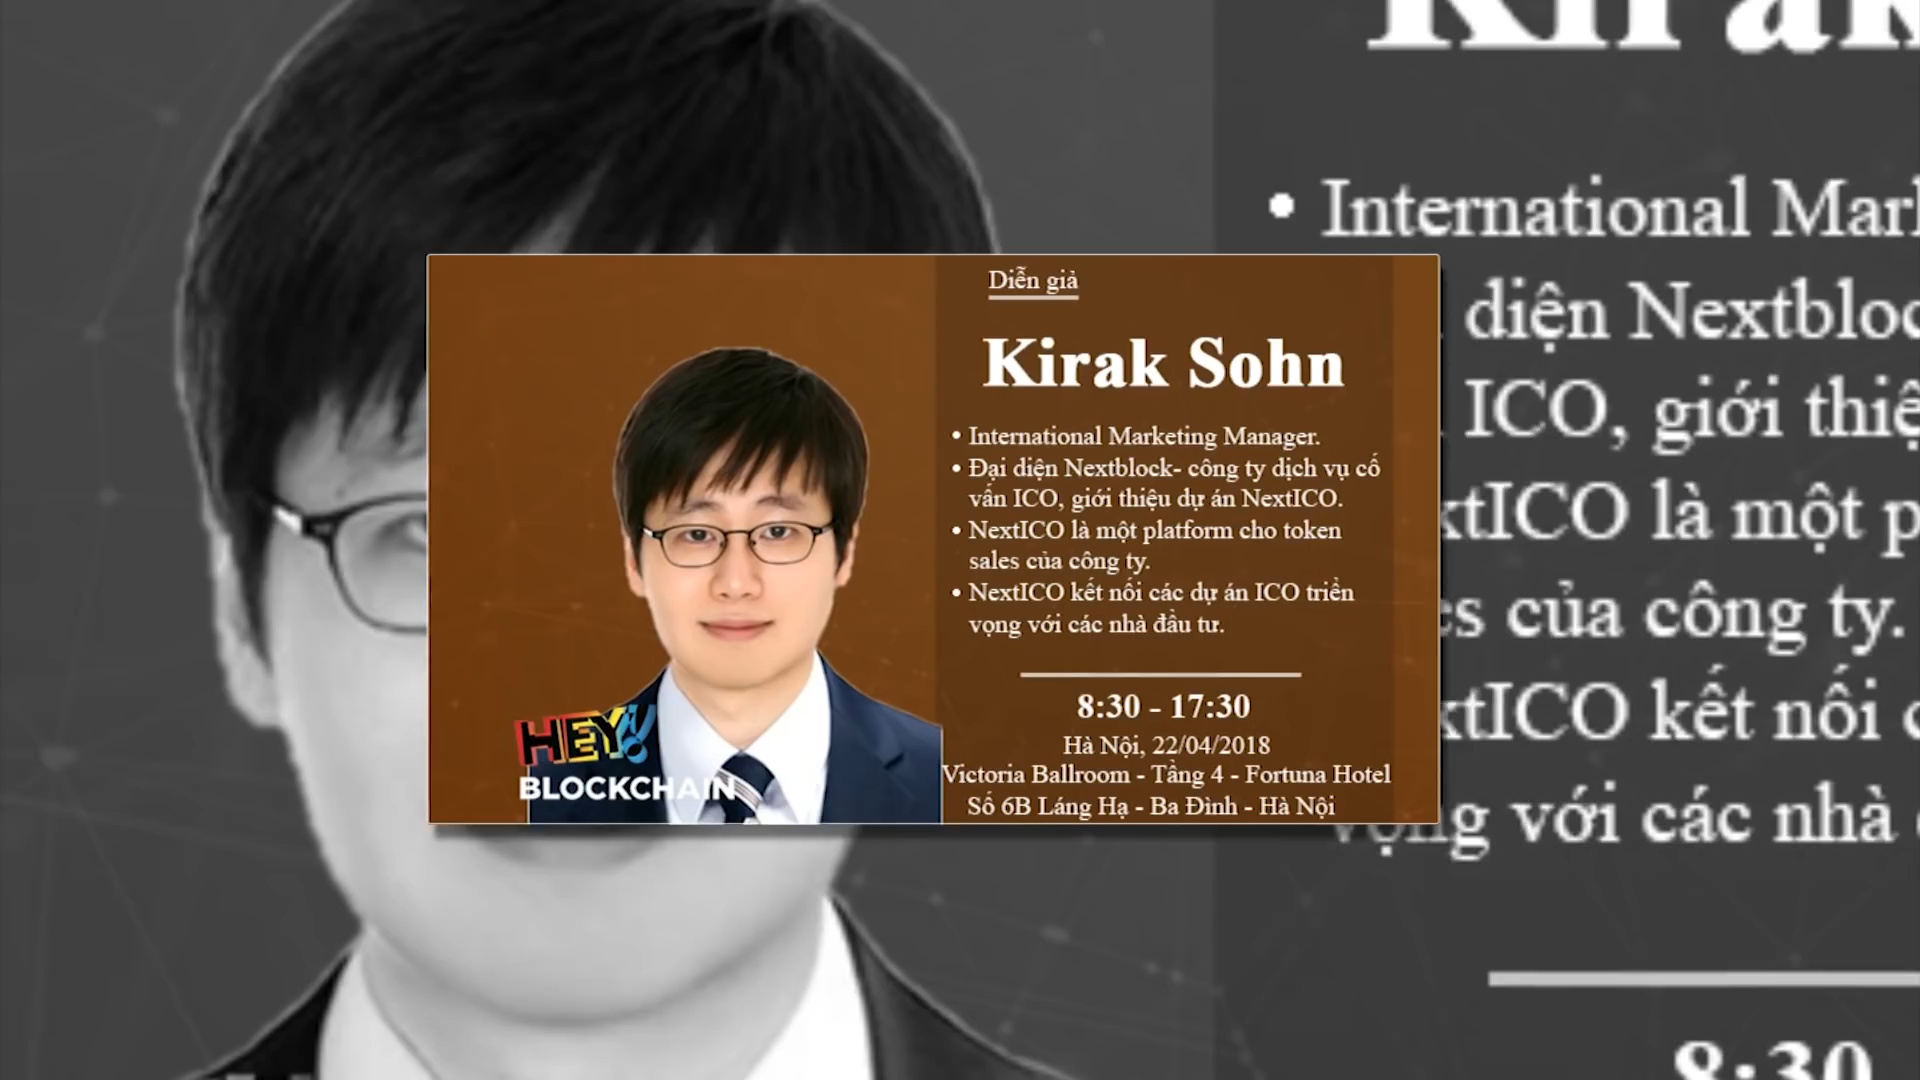 Diễn giả
Kirak Sohn
• International Marketing Manager.
• Đại diện Nextblock- công ty dịch vụ cố
vấn ICO, giới thiệu dự án NextICO.
• NextICO là một platform cho token
sales của công ty.
• NextICO kết nối các dự án ICO triển
vọng với các nhà đầu tư.
8:30 - 17:30
Hà Nội, 22/04/2018
Victoria Ballroom - Tầng 4 - Fortuna Hotel
Số 6B Láng Hạ - Ba Đình - Hà Nội
HEY!
BLOCKCHAIN
Kirak
• International Mark
diện Nextbloc
ICO, giới thiệ
xtICO là một p
es của công ty.
xtICO kết nối c
vọng với các nhà
8:30